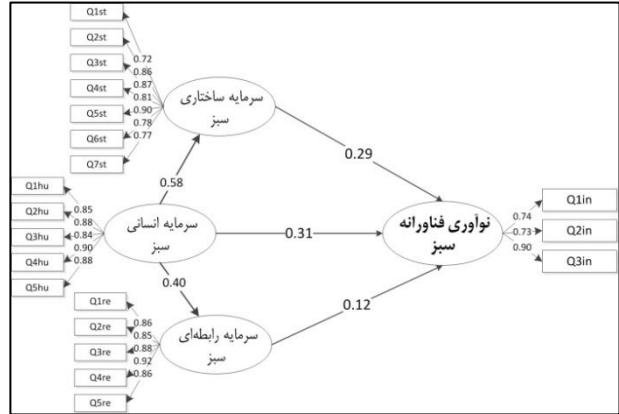 Q1st
Q2st
Q3st
Q4st
Q5st
Q6st
Q7st
0.72
0.86
0.87
0.81
0.90
0.78
0.77
سرمایه ساختاری
سبز
0.29
0.58
Q1hu
Q2hu
Q3hu
Q4hu
Q5hu
0.85
0.88
0.84
0.90
0.88
سرمایه انسانی
سبز
0.31
نوآوری فناورانه
سبز
0.74
0.73
0.90
Q1in
Q2in
Q3in
0.40
0.12
Q1re
Q2re
Q3re
Q4re
Q5re
0.86
0.85
0.88
0.92
0.86
سرمایه رابطه‌ای
سبز